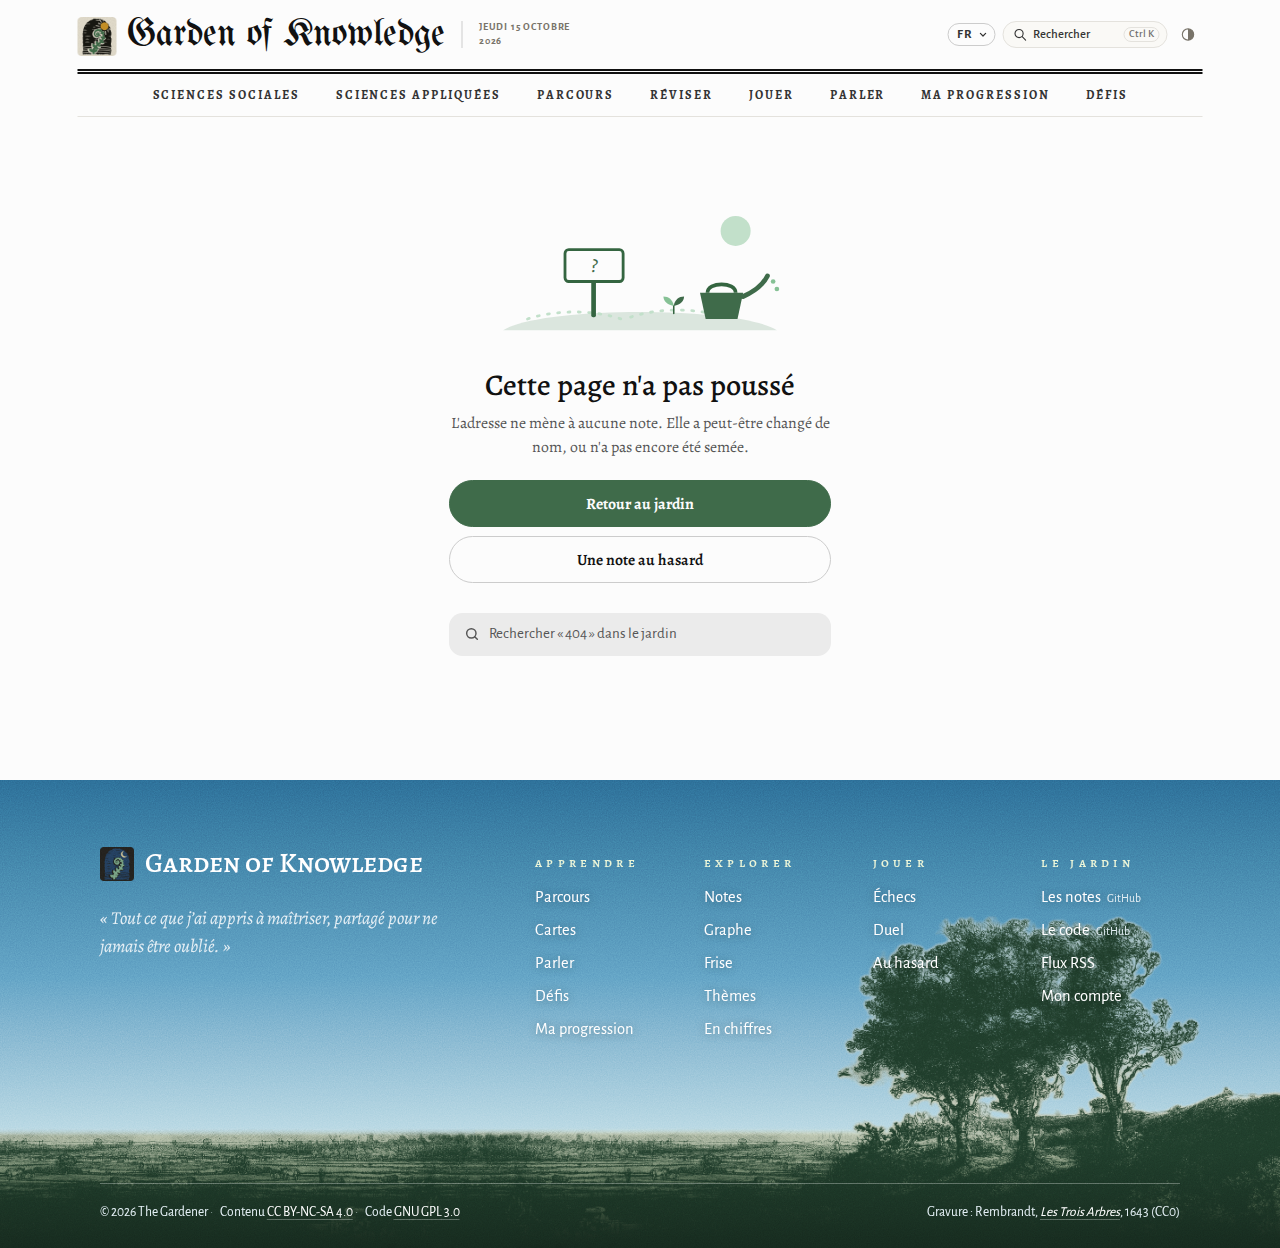 Garden of Knowledge
JEUDI 15 OCTOBRE
2026
FR
Rechercher
Ctrl K
SCIENCES SOCIALES
SCIENCES APPLIQUÉES
PARCOURS
RÉVISER
JOUER
PARLER
MA PROGRESSION
DÉFIS
?
Cette page n'a pas poussé
L'adresse ne mène à aucune note. Elle a peut-être changé de
nom, ou n'a pas encore été semée.
Retour au jardin
Une note au hasard
Rechercher « 404 » dans le jardin
Garden of Knowledge
« Tout ce que j’ai appris à maîtriser, partagé pour ne
jamais être oublié. »
APPRENDRE
Parcours
Cartes
Parler
Défis
Ma progression
EXPLORER
Notes
Graphe
Frise
Thèmes
En chiffres
JOUER
Échecs
Duel
Au hasard
LE JARDIN
Les notes GitHub
Le code GitHub
Flux RSS
Mon compte
© 2026 The Gardener · Contenu CC BY-NC-SA 4.0 · Code GNU GPL 3.0
Gravure : Rembrandt, Les Trois Arbres, 1643 (CC0)